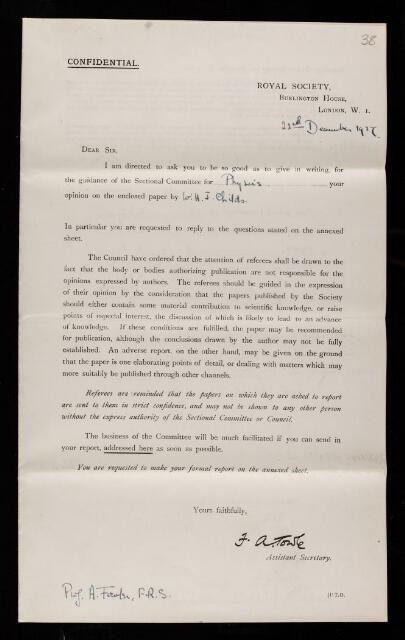 38
CONFIDENTIAL.
ROYAL SOCIETY,
BURLINGTON HOUSE,
LONDON, W. 1.
22nd December 1937
DEAR SIR,
I am directed to ask you to be so good as to give in writing, for
the guidance of the Sectional Committee for Physics your
opinion on the enclosed paper by W. H. J. Childs.
In particular you are requested to reply to the questions stated on the annexed
sheet.
The Council have ordered that the attention of referees shall be drawn to the
fact that the body or bodies authorizing publication are not responsible for the
opinions expressed by authors. The referees should be guided in the expression
of their opinion by the consideration that the papers published by the Society
should either contain some material contribution to scientific knowledge, or raise
points of especial interest, the discussion of which is likely to lead to an advance
of knowledge. If these conditions are fulfilled, the paper may be recommended
for publication, although the conclusions drawn by the author may not be fully
established. An adverse report, on the other hand, may be given on the ground
that the paper is one elaborating points of detail, or dealing with matters which may
more suitably be published through other channels.
Referees are reminded that the papers on which they are asked to report
are sent to them in strict confidence, and may not be shown to any other person
without the express authority of the Sectional Committee or Council.
The business of the Committee will be much facilitated if you can send in
your report, addressed here as soon as possible.
You are requested to make your formal report on the annexed sheet.
Yours faithfully,
F. A. Towle
Assistant Secretary.
Prof. A. Fowler, F.R.S.
[P.T.O.